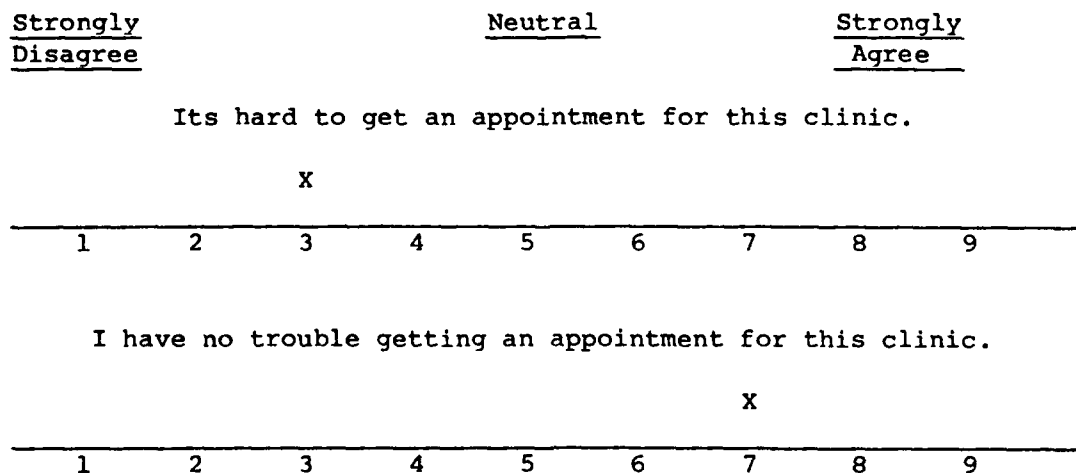 Strongly Neutral Strongly
Disagree Agree
Its hard to get an appointment for this clinic.
X
1 2 3 4 5 6 7 8 9
I have no trouble getting an appointment for this clinic.
X
1 2 3 4 5 6 7 8 9